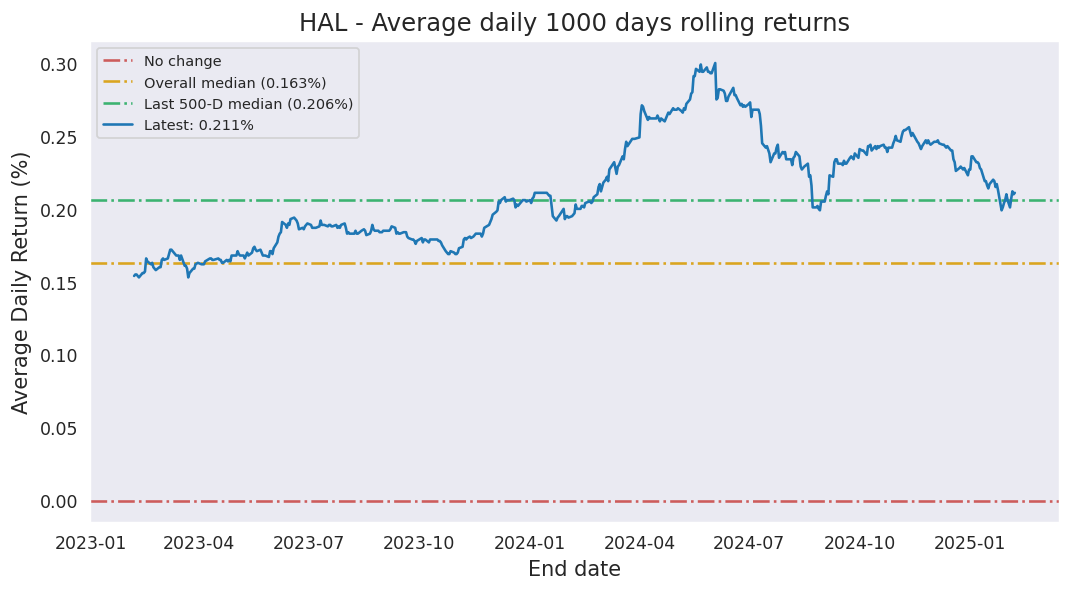 HAL - Average daily 1000 days rolling returns
No change
Overall median (0.163%)
Last 500-D median (0.206%)
Latest: 0.211%
Average Daily Return (%)
0.30
0.25
0.20
0.15
0.10
0.05
0.00
2023-01 2023-04 2023-07 2023-10 2024-01 2024-04 2024-07 2024-10 2025-01
End date